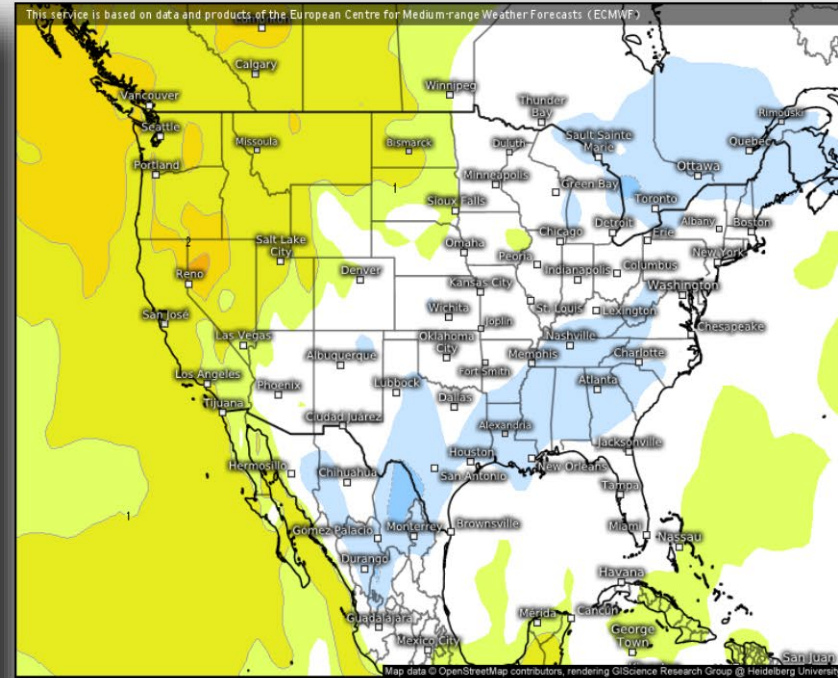 This service is based on data and products of the European Centre for Medium-range Weather Forecasts (ECMWF)
Calgary
Winnipeg
Vancouver
Thunder
Bay
Rimouski
Seattle
Missoula
Bismarck
Duluth
Sault Sainte
Marie
Quebec
Portland
Minneapolis
Green Bay
Ottawa
1
Sioux Falls
Toronto
Albany
Boston
2
Salt Lake
City
Omaha
Chicago
Detroit
Erie
New York
Reno
Denver
Peoria
Indianapolis
Columbus
Kansas City
Washington
San José
Wichita
St. Louis
Lexington
Joplin
Chesapeake
Las Vegas
Oklahoma
City
Nashville
Albuquerque
Memphis
Charlotte
Los Angeles
Phoenix
Lubbock
Fort Smith
Atlanta
Tijuana
Dallas
Ciudad Juárez
Alexandria
Jacksonville
Hermosillo
Chihuahua
Houston
New Orleans
San Antonio
Tampa
1
Gómez Palacio
Monterrey
Brownsville
Miami
Nassau
Durango
Havana
Guadalajara
Mérida
Cancún
George
Town
Mexico City
San Juan
Map data © OpenStreetMap contributors, rendering GIScience Research Group @ Heidelberg University